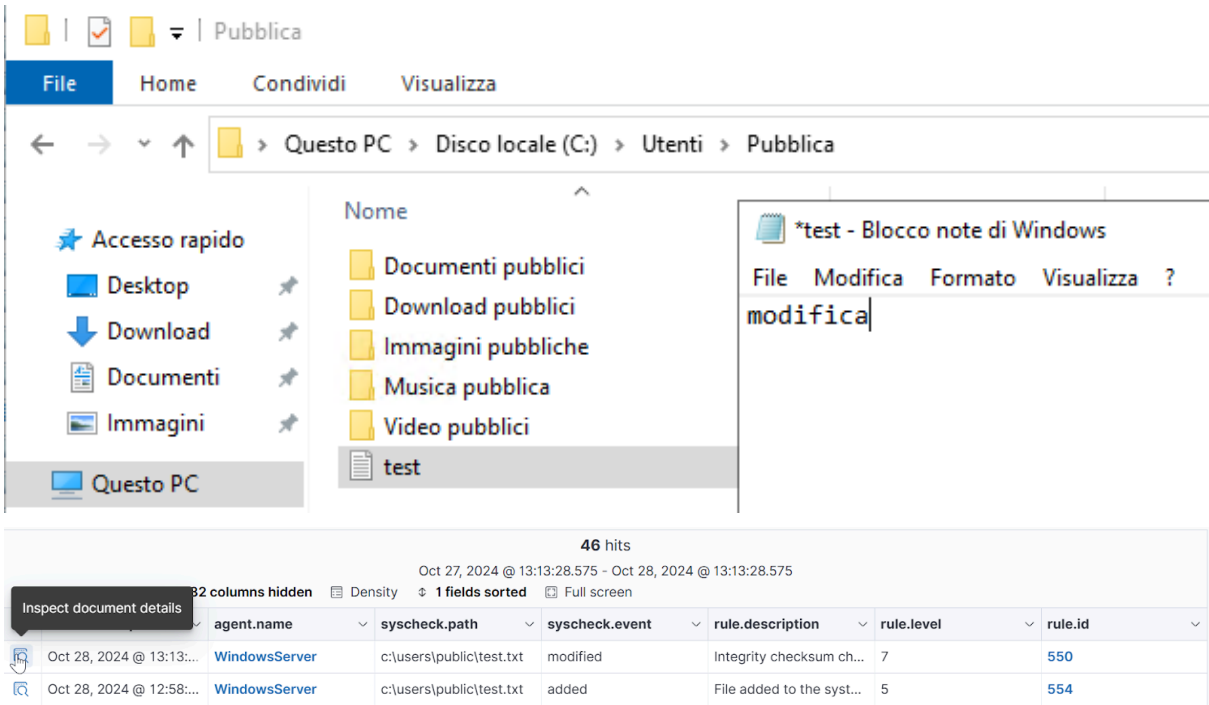 Pubblica
File Home Condividi Visualizza
Questo PC > Disco locale (C:) > Utenti > Pubblica
Accesso rapido
Desktop
Download
Documenti
Immagini
Questo PC
Nome
Documenti pubblici
Download pubblici
Immagini pubbliche
Musica pubblica
Video pubblici
test
*test - Blocco note di Windows
File Modifica Formato Visualizza ?
modifica
46 hits
Oct 27, 2024 @ 13:13:28.575 - Oct 28, 2024 @ 13:13:28.575
columns hidden Density 1 fields sorted Full screen
Inspect document details
agent.name syscheck.path syscheck.event rule.description rule.level rule.id
Oct 28, 2024 @ 13:13:... WindowsServer c:\users\public\test.txt modified Integrity checksum ch... 7 550
Oct 28, 2024 @ 12:58:... WindowsServer c:\users\public\test.txt added File added to the syst... 5 554